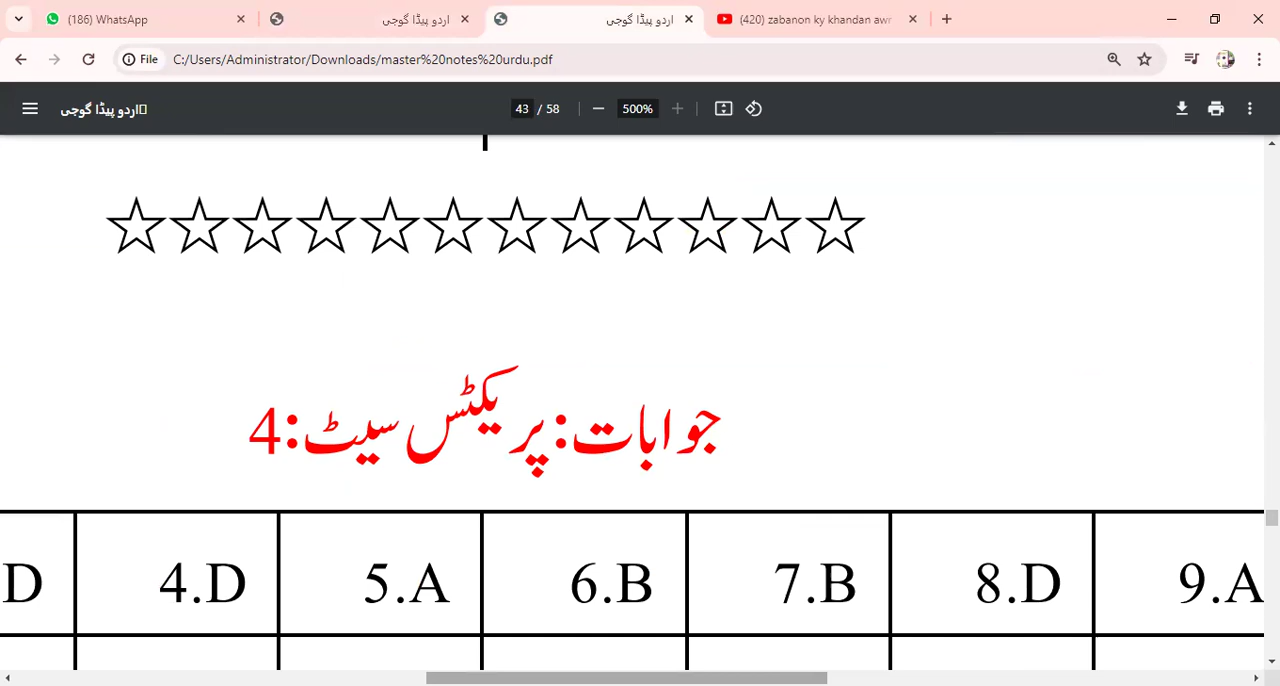 (186) WhatsApp
اردو پیڈا گوجی
اردو پیڈا گوجی
(420) zabanon ky khandan awr
File
C:/Users/Administrator/Downloads/master%20notes%20urdu.pdf
اردو پیڈا گوجی
43 / 58
500%
جوابات: پریکٹس سیٹ:4
D 4.D 5.A 6.B 7.B 8.D 9.A